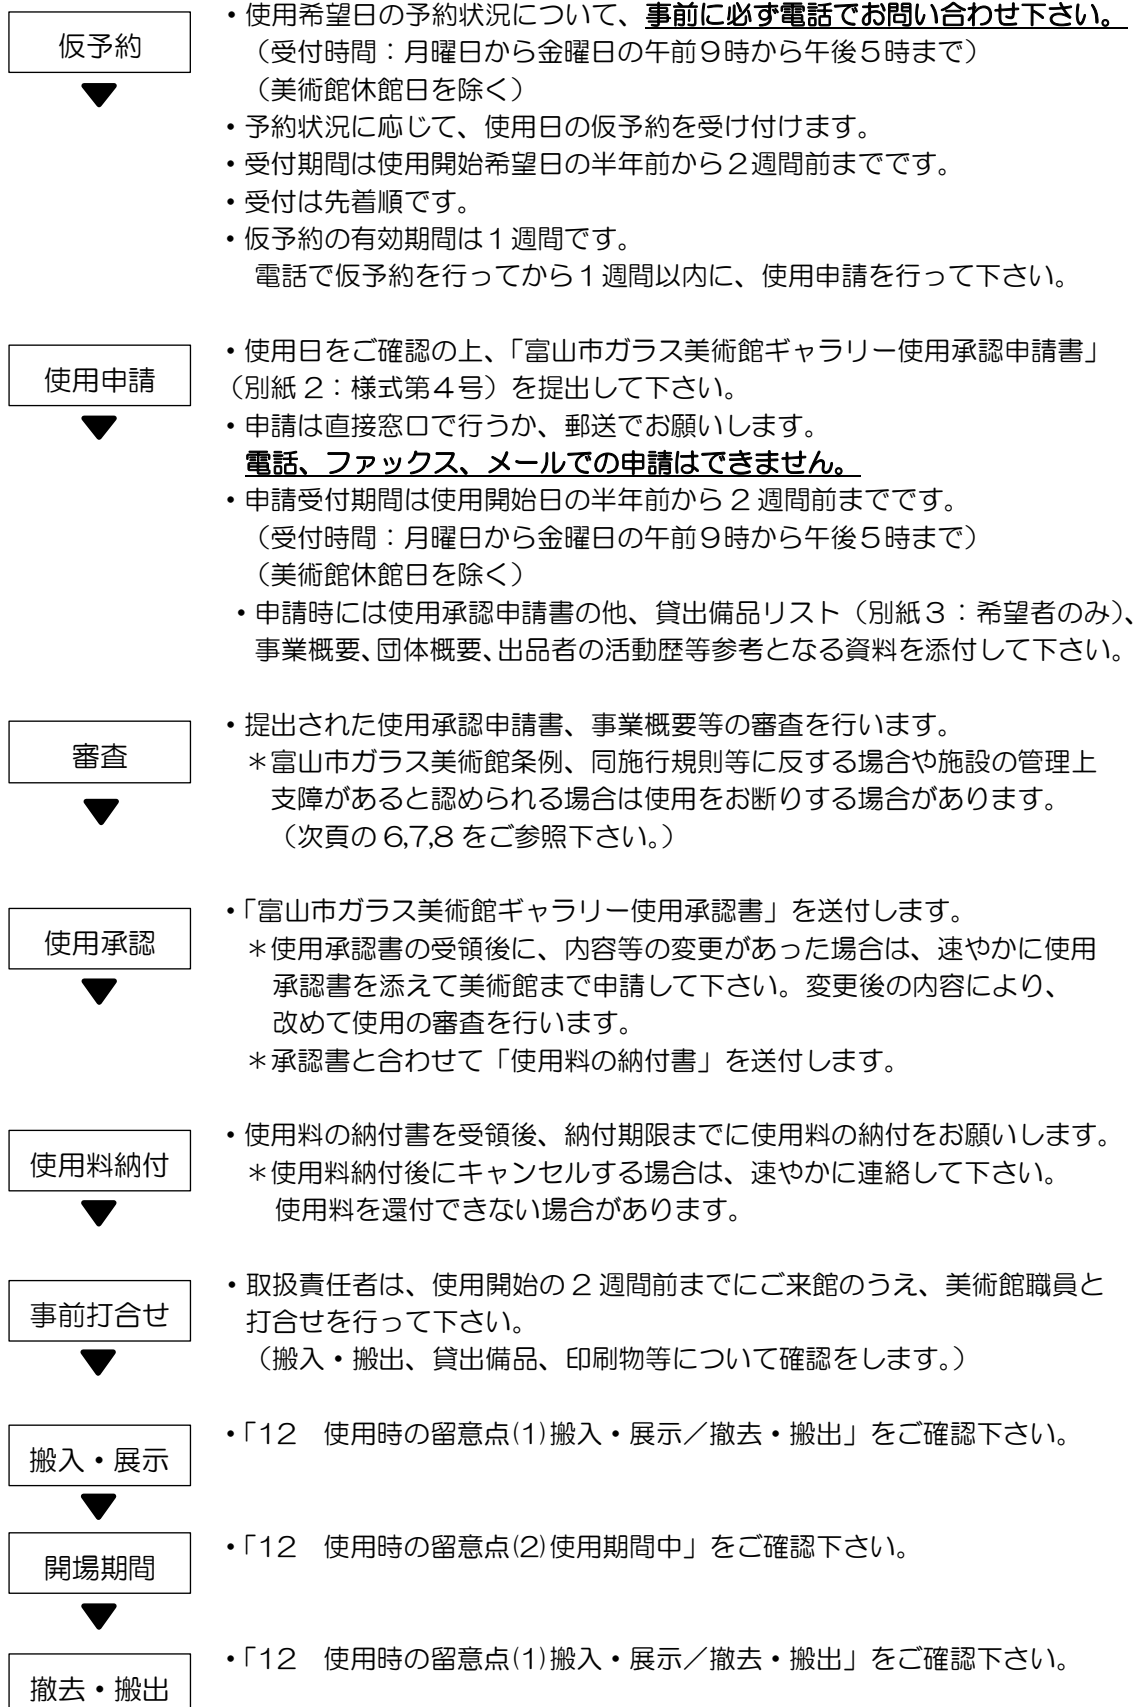 仮予約
・使用希望日の予約状況について、事前に必ず電話でお問い合わせ下さい。
（受付時間：月曜日から金曜日の午前９時から午後５時まで）
（美術館休館日を除く）
・予約状況に応じて、使用日の仮予約を受け付けます。
・受付期間は使用開始希望日の半年前から２週間前までです。
・受付は先着順です。
・仮予約の有効期間は１週間です。
電話で仮予約を行ってから１週間以内に、使用申請を行って下さい。
使用申請
・使用日をご確認の上、「富山市ガラス美術館ギャラリー使用承認申請書」
（別紙２：様式第４号）を提出して下さい。
・申請は直接窓口で行うか、郵送でお願いします。
電話、ファックス、メールでの申請はできません。
・申請受付期間は使用開始日の半年前から 2 週間前までです。
（受付時間：月曜日から金曜日の午前９時から午後５時まで）
（美術館休館日を除く）
・申請時には使用承認申請書の他、貸出備品リスト（別紙３：希望者のみ）、
事業概要、団体概要、出品者の活動歴等参考となる資料を添付して下さい。
審査
・提出された使用承認申請書、事業概要等の審査を行います。
＊富山市ガラス美術館条例、同施行規則等に反する場合や施設の管理上
支障があると認められる場合は使用をお断りする場合があります。
（次頁の 6,7,8 をご参照下さい。）
使用承認
・「富山市ガラス美術館ギャラリー使用承認書」を送付します。
＊使用承認書の受領後に、内容等の変更があった場合は、速やかに使用
承認書を添えて美術館まで申請して下さい。変更後の内容により、
改めて使用の審査を行います。
＊承認書と合わせて「使用料の納付書」を送付します。
使用料納付
・使用料の納付書を受領後、納付期限までに使用料の納付をお願いします。
＊使用料納付後にキャンセルする場合は、速やかに連絡して下さい。
使用料を還付できない場合があります。
事前打合せ
・取扱責任者は、使用開始の 2 週間前までにご来館のうえ、美術館職員と
打合せを行って下さい。
（搬入・搬出、貸出備品、印刷物等について確認をします。）
搬入・展示
・「12　使用時の留意点(1)搬入・展示／撤去・搬出」をご確認下さい。
開場期間
・「12　使用時の留意点(2)使用期間中」をご確認下さい。
撤去・搬出
・「12　使用時の留意点(1)搬入・展示／撤去・搬出」をご確認下さい。